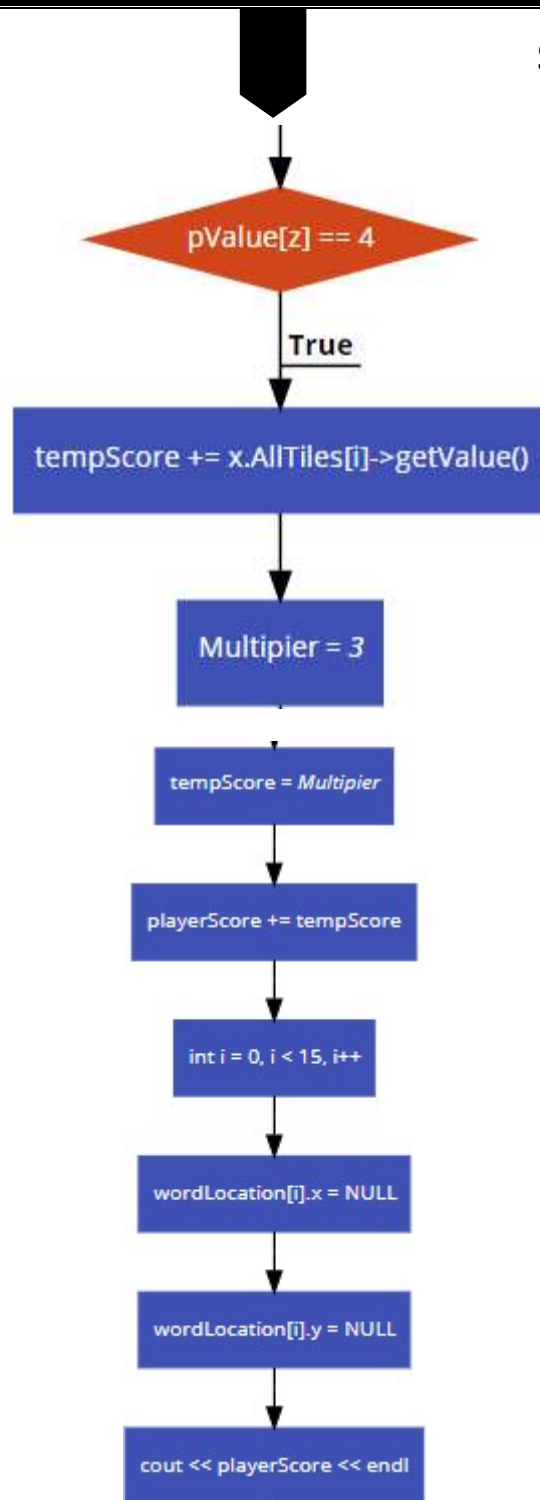 pValue[z] == 4
True
tempScore += x.AllTiles[i]->getValue()
Multipier = 3
tempScore = Multipier
playerScore += tempScore
int i = 0, i < 15, i++
wordLocation[i].x = NULL
wordLocation[i].y = NULL
cout << playerScore << endl